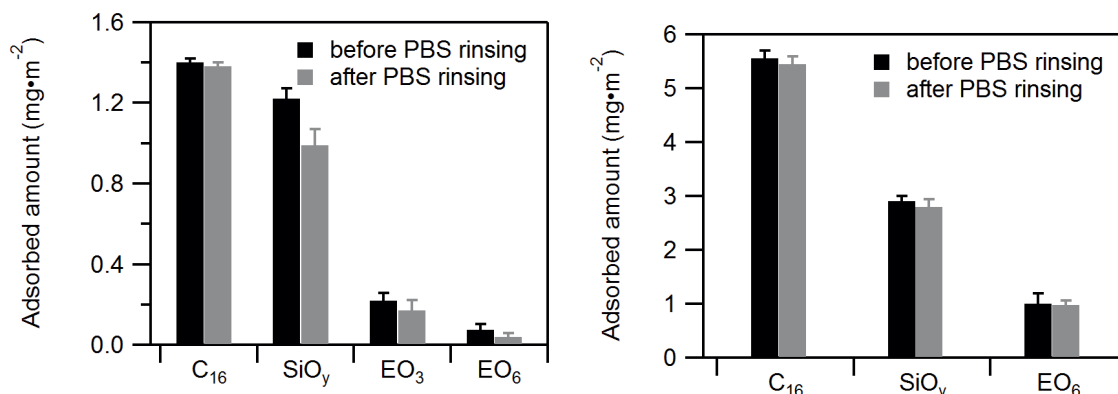 Adsorbed amount (mg•m⁻²)
1.6
1.2
0.8
0.4
0.0
before PBS rinsing
after PBS rinsing
C₁₆ SiOᵧ EO₃ EO₆
Adsorbed amount (mg•m⁻²)
6
5
4
3
2
1
0
before PBS rinsing
after PBS rinsing
C₁₆ SiOᵧ EO₆